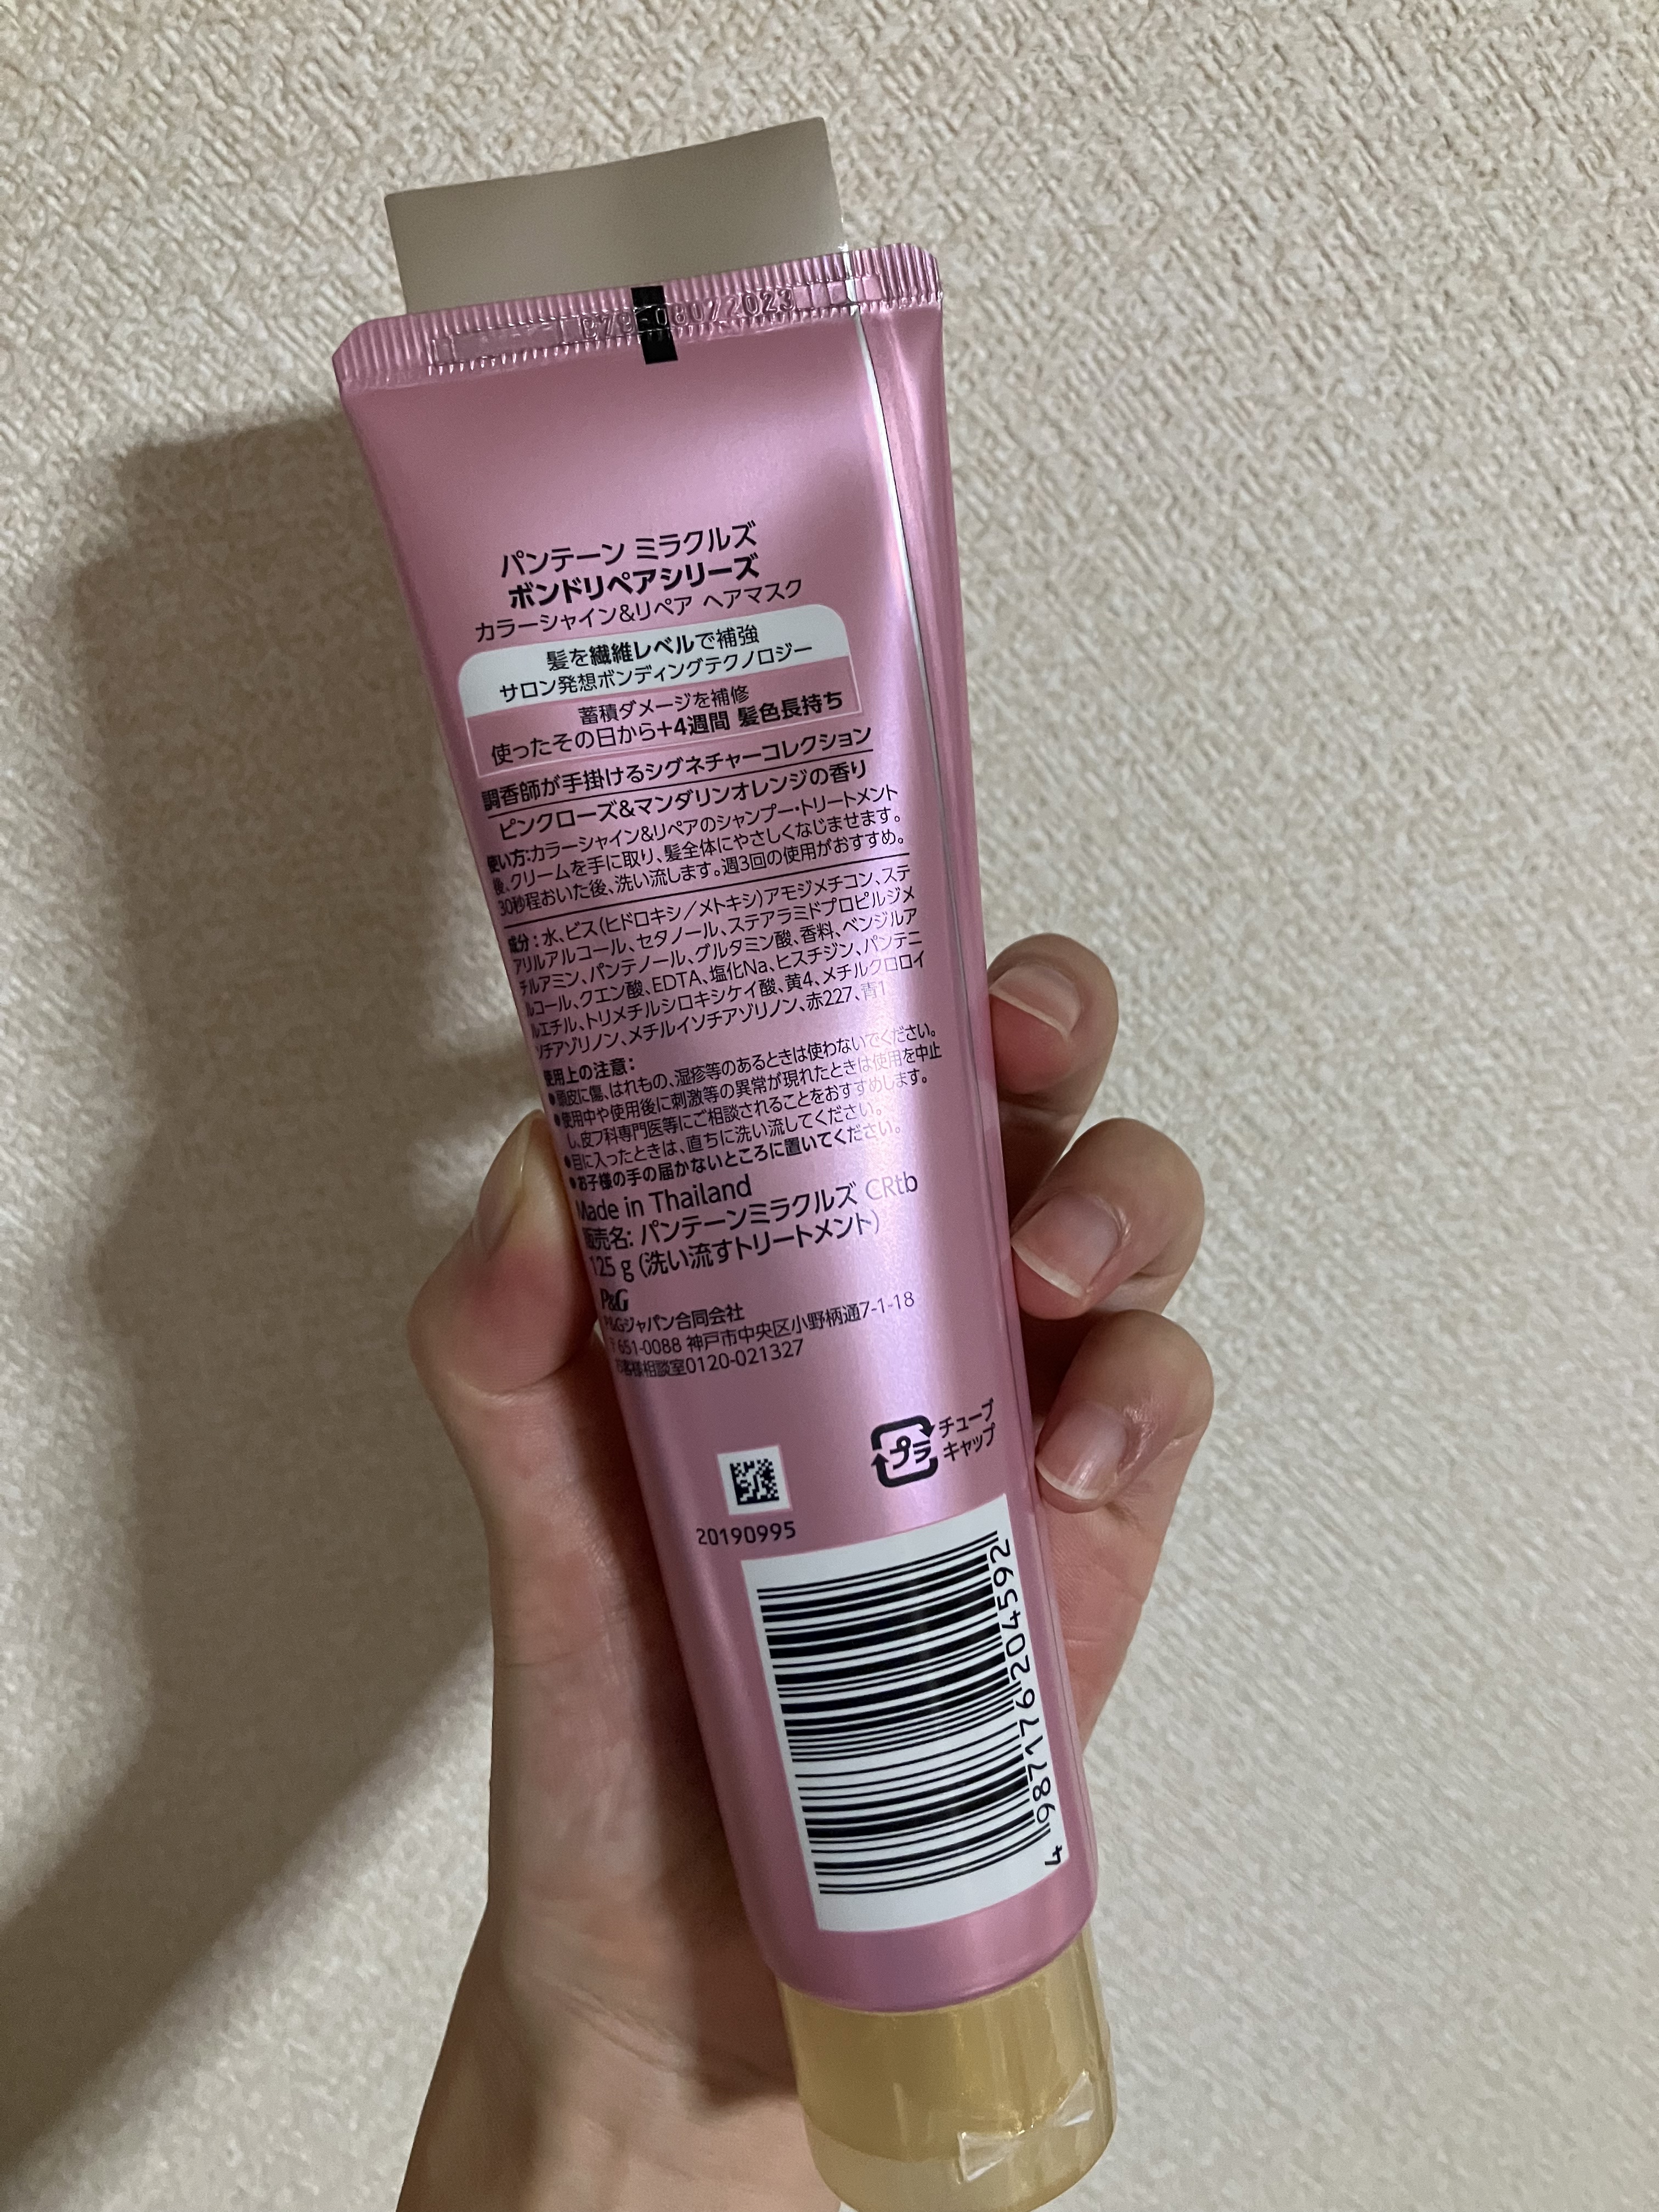 パンテーン ミラクルズ
ボンドリペアシリーズ
カラーシャイン&リペア ヘアマスク
髪を繊維レベルで補強
サロン発想ボンディングテクノロジー
蓄積ダメージを補修
使ったその日から+4週間 髪色長持ち
調香師が手掛けるシグネチャーコレクション
ピンクローズ&マンダリンオレンジの香り
使い方:カラーシャイン&リペアのシャンプー・トリートメント
後、クリームを手に取り、髪全体にやさしくなじませます。
30秒程おいた後、洗い流します。週3回の使用がおすすめ。
成分:水、ビス(ヒドロキシ/メトキシ)アモジメチコン、ステ
アリルアルコール、セタノール、ステアラミドプロピルジメ
チルアミン、パンテノール、グルタミン酸、香料、ベンジルア
ルコール、クエン酸、EDTA、塩化Na、ヒスチジン、パンテニ
ルエチル、トリメチルシロキシケイ酸、黄4、メチルクロロイ
ソチアゾリノン、メチルイソチアゾリノン、赤227、青1
使用上の注意:
●頭皮に傷、はれもの、湿疹等のあるときは使わないでください。
●使用中や使用後に刺激等の異常が現れたときは使用を中止
し、皮フ科専門医等にご相談されることをおすすめします。
●目に入ったときは、直ちに洗い流してください。
●お子様の手の届かないところに置いてください。
Made in Thailand
販売名: パンテーンミラクルズ CRtb
125 g (洗い流すトリートメント)
P&G
P&Gジャパン合同会社
〒651-0088 神戸市中央区小野柄通7-1-18
お客様相談室0120-021327
プラ
チューブ
キャップ
20190995
4 987176 204592